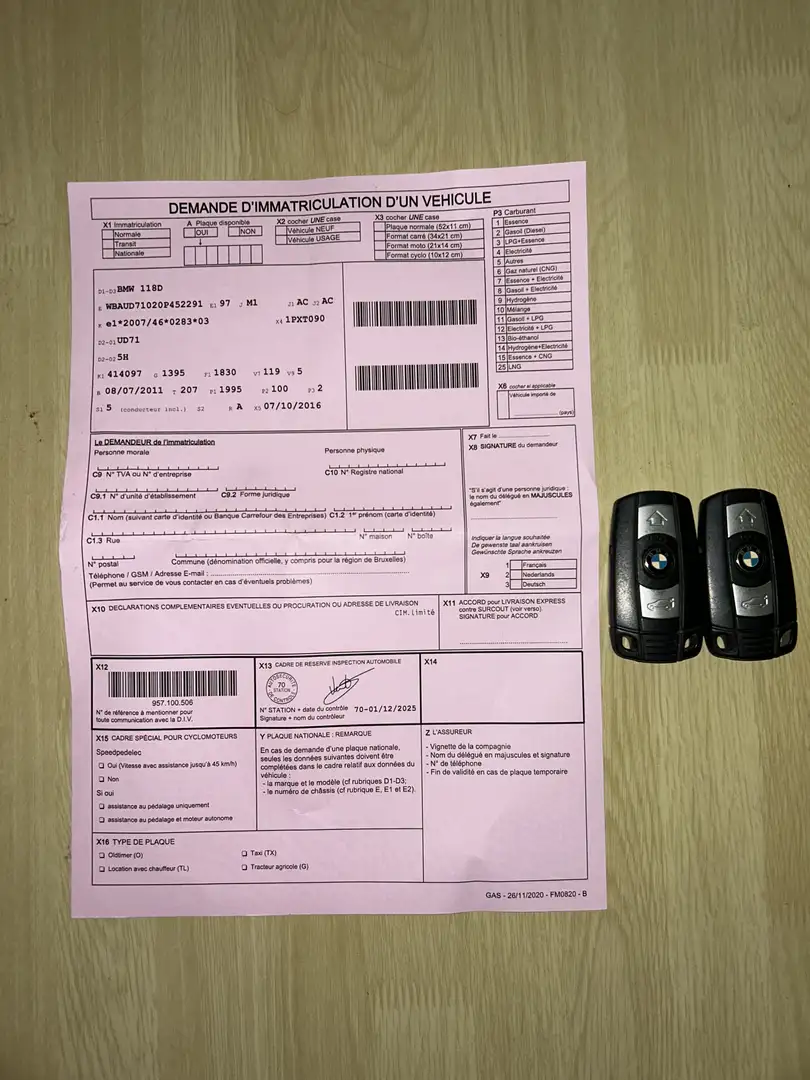 DEMANDE D'IMMATRICULATION D'UN VEHICULE
X1 Immatriculation
Normale
Transit
Nationale
A Plaque disponible
OUI
NON
X2 cocher UNE case
Véhicule NEUF
Véhicule USAGE
X3 cocher UNE case
Plaque normale (52x11 cm)
Format carré (34x21 cm)
Format moto (21x14 cm)
Format cyclo (10x12 cm)
P3 Carburant
1 Essence
2 Gasoil (Diesel)
3 LPG+Essence
4 Electricité
5 Autres
6 Gaz naturel (CNG)
7 Essence + Electricité
8 Gasoil + Electricité
9 Hydrogène
10 Mélange
11 Gasoil + LPG
12 Electricité + LPG
13 Bio-éthanol
14 Hydrogène+Electricité
15 Essence + CNG
25 LNG
X6 cocher si applicable
Véhicule importé de
(pays)
D1-D3 BMW 118D
E WBAUD71020P452291 E1 97 J M1 J1 AC J2 AC
K e1*2007/46*0283*03 X4 1PXT090
D2-01 UD71
D2-02 5H
K1 414097 G 1395 F1 1830 V7 119 V9 5
B 08/07/2011 T 207 P1 1995 P2 100 P3 2
S1 5 (conducteur incl.) S2 R A X5 07/10/2016
Le DEMANDEUR de l'immatriculation
Personne morale
Personne physique
C9 N° TVA ou N° d'entreprise
C10 N° Registre national
C9.1 N° d'unité d'établissement
C9.2 Forme juridique
C1.1 Nom (suivant carte d'identité ou Banque Carrefour des Entreprises)
C1.2 1er prénom (carte d'identité)
C1.3 Rue
N° maison
N° boîte
N° postal
Commune (dénomination officielle, y compris pour la région de Bruxelles)
Téléphone / GSM / Adresse E-mail :
(Permet au service de vous contacter en cas d'éventuels problèmes)
X7 Fait le
X8 SIGNATURE du demandeur
"S'il s'agit d'une personne juridique :
le nom du délégué en MAJUSCULES
également"
Indiquer la langue souhaitée
De gewenste taal aankruisen
Gewünschte Sprache ankreuzen
X9
1 Français
2 Nederlands
3 Deutsch
X10 DECLARATIONS COMPLEMENTAIRES EVENTUELLES OU PROCURATION OU ADRESSE DE LIVRAISON
CIM.limité
X11 ACCORD pour LIVRAISON EXPRESS
contre SURCOUT (voir verso).
SIGNATURE pour ACCORD
X12
957.100.506
N° de référence à mentionner pour
toute communication avec la D.I.V.
X13 CADRE DE RESERVE INSPECTION AUTOMOBILE
AUTOSECURITE
70
STATION
DE CONTROLE
N° STATION + date du contrôle 70-01/12/2025
Signature + nom du contrôleur
X14
X15 CADRE SPÉCIAL POUR CYCLOMOTEURS
Speedpedelec
Oui (Vitesse avec assistance jusqu'à 45 km/h)
Non
Si oui
assistance au pédalage uniquement
assistance au pédalage et moteur autonome
Y PLAQUE NATIONALE : REMARQUE
En cas de demande d'une plaque nationale,
seules les données suivantes doivent être
complétées dans le cadre relatif aux données du
véhicule :
- la marque et le modèle (cf rubriques D1-D3;
- le numéro de châssis (cf rubrique E, E1 et E2).
Z L'ASSUREUR
- Vignette de la compagnie
- Nom du délégué en majuscules et signature
- N° de téléphone
- Fin de validité en cas de plaque temporaire
X16 TYPE DE PLAQUE
Oldtimer (O)
Taxi (TX)
Location avec chauffeur (TL)
Tracteur agricole (G)
GAS - 26/11/2020 - FM0820 - B
BMW
BMW